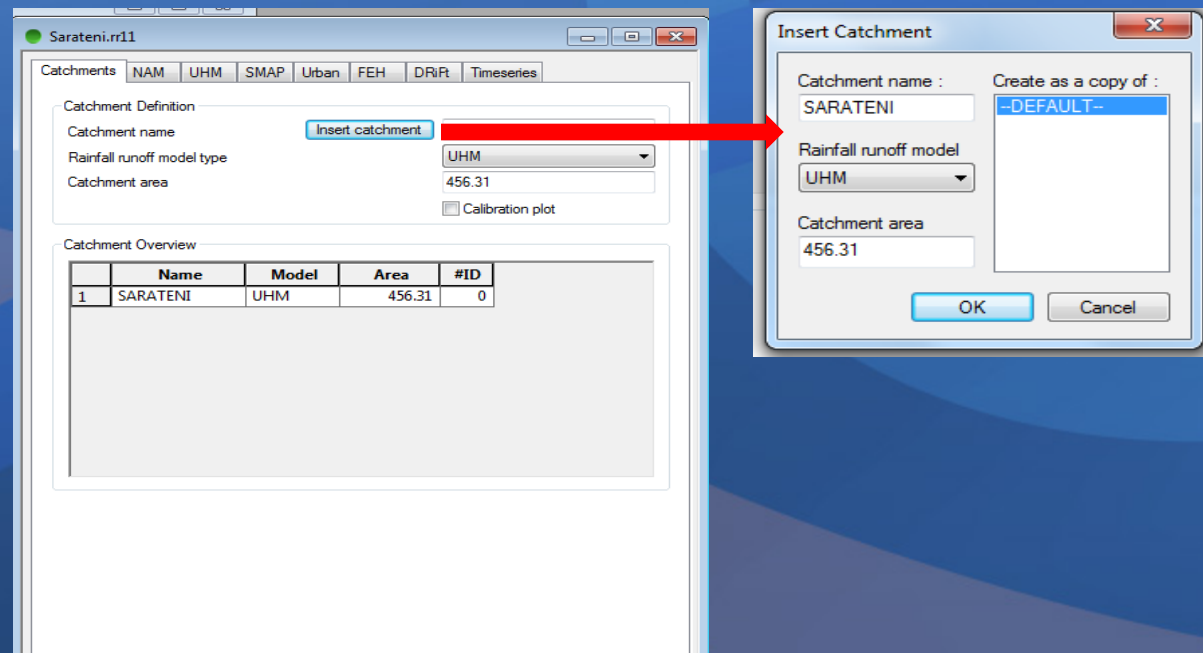 Sarateni.rr11
Catchments NAM UHM SMAP Urban FEH DRiFt Timeseries
Catchment Definition
Catchment name Insert catchment
Rainfall runoff model type UHM
Catchment area 456.31
Calibration plot
Catchment Overview
Name Model Area #ID
1 SARATENI UHM 456.31 0
Insert Catchment
Catchment name : Create as a copy of :
SARATENI --DEFAULT--
Rainfall runoff model
UHM
Catchment area
456.31
OK Cancel